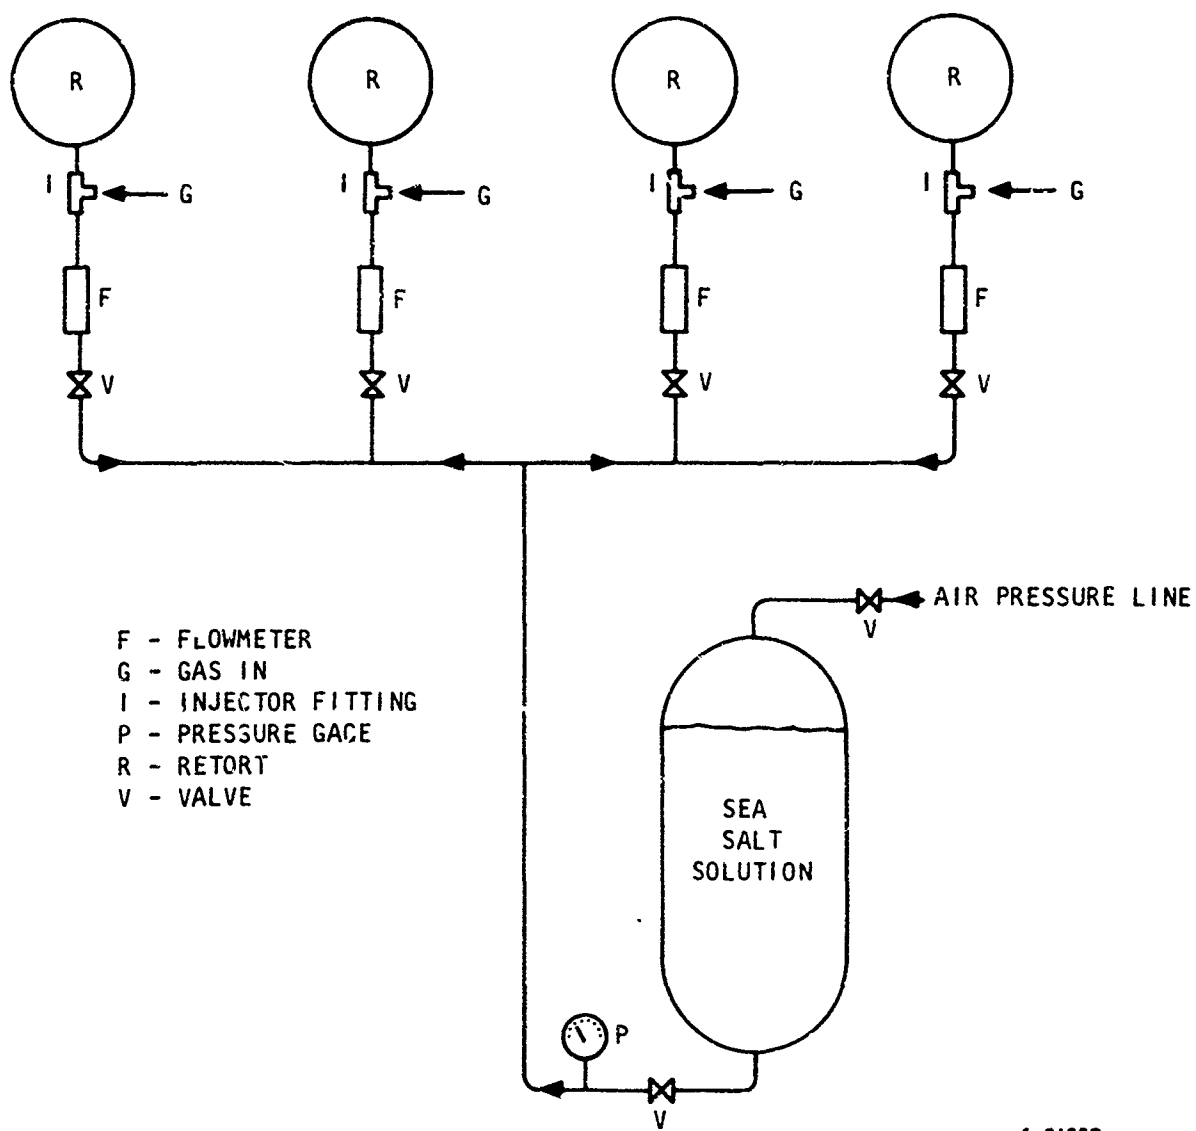 R R R R
I G I G I G I G
F F F F
V V V V
AIR PRESSURE LINE
V
F - FLOWMETER
G - GAS IN
I - INJECTOR FITTING
P - PRESSURE GACE
R - RETORT
V - VALVE
SEA
SALT
SOLUTION
P
V